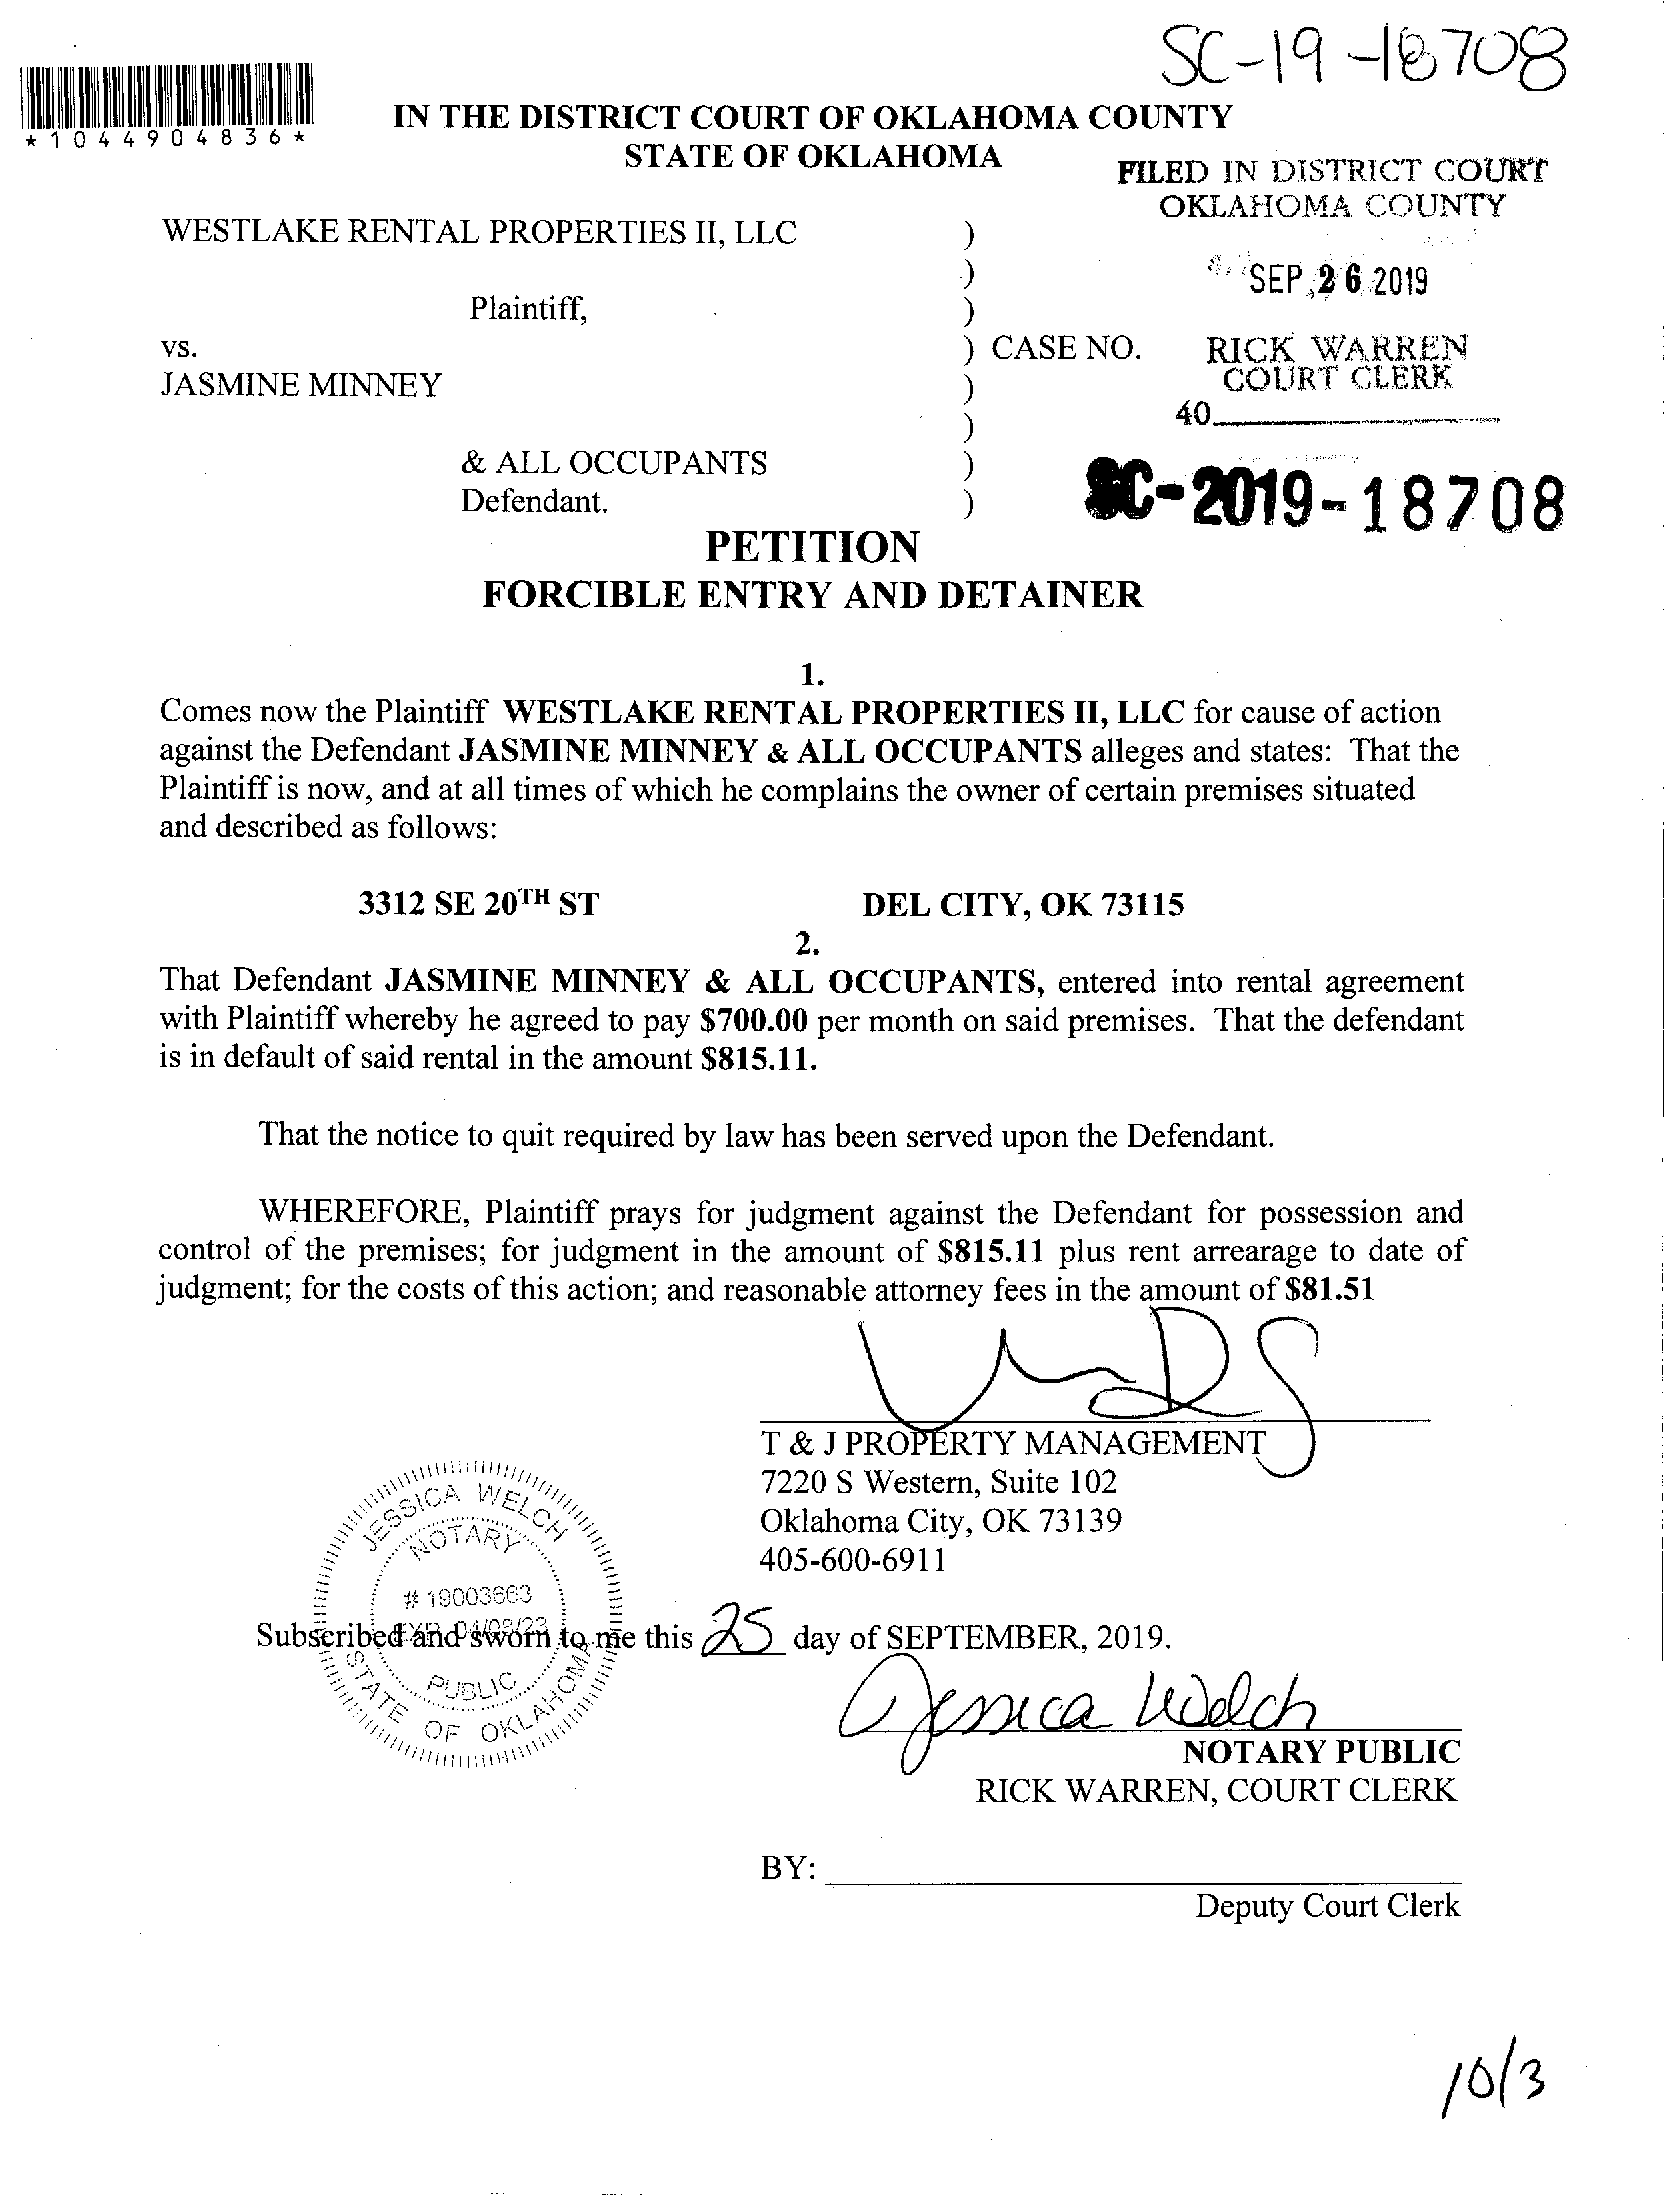 SC-19-18708
*1044904836*
IN THE DISTRICT COURT OF OKLAHOMA COUNTY
STATE OF OKLAHOMA
FILED IN DISTRICT COURT
OKLAHOMA COUNTY
WESTLAKE RENTAL PROPERTIES II, LLC )
)
SEP 26 2019
Plaintiff, )
vs. ) CASE NO.
RICK WARREN
COURT CLERK
JASMINE MINNEY )
40
)
& ALL OCCUPANTS )
Defendant. )
SC-2019-18708
PETITION
FORCIBLE ENTRY AND DETAINER
1.
Comes now the Plaintiff WESTLAKE RENTAL PROPERTIES II, LLC for cause of action
against the Defendant JASMINE MINNEY & ALL OCCUPANTS alleges and states: That the
Plaintiff is now, and at all times of which he complains the owner of certain premises situated
and described as follows:
3312 SE 20TH ST DEL CITY, OK 73115
2.
That Defendant JASMINE MINNEY & ALL OCCUPANTS, entered into rental agreement
with Plaintiff whereby he agreed to pay $700.00 per month on said premises. That the defendant
is in default of said rental in the amount $815.11.
That the notice to quit required by law has been served upon the Defendant.
WHEREFORE, Plaintiff prays for judgment against the Defendant for possession and
control of the premises; for judgment in the amount of $815.11 plus rent arrearage to date of
judgment; for the costs of this action; and reasonable attorney fees in the amount of $81.51
T & J PROPERTY MANAGEMENT
7220 S Western, Suite 102
Oklahoma City, OK 73139
405-600-6911
JESSICA WELCH
NOTARY
# 19003663
PUBLIC
STATE OF OKLAHOMA
Subscribed and sworn to me this 25 day of SEPTEMBER, 2019.
Jessica Welch
NOTARY PUBLIC
RICK WARREN, COURT CLERK
BY:
Deputy Court Clerk
10/3